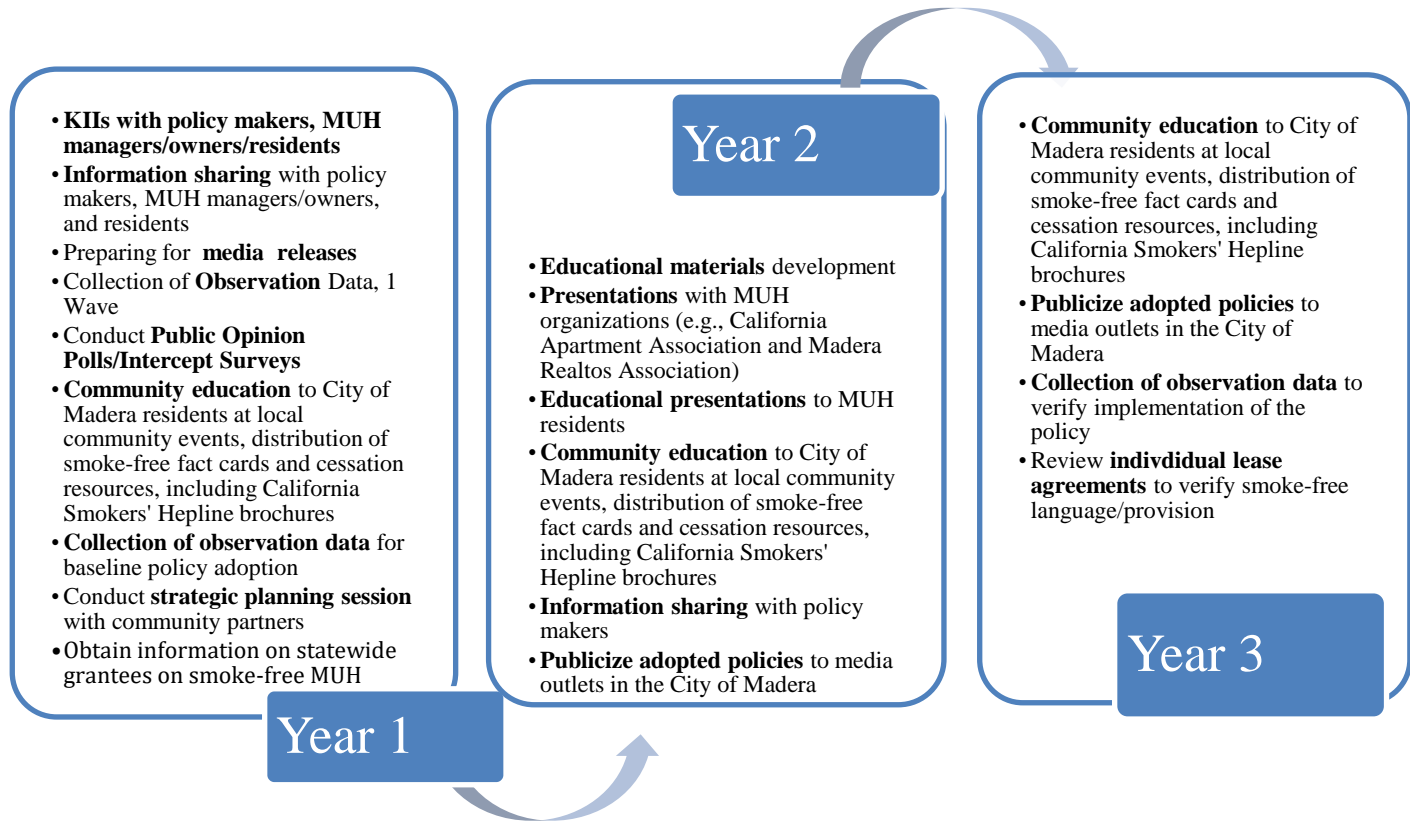 • KIIs with policy makers, MUH
managers/owners/residents
• Information sharing with policy
makers, MUH managers/owners,
and residents
• Preparing for media releases
• Collection of Observation Data, 1
Wave
• Conduct Public Opinion
Polls/Intercept Surveys
• Community education to City of
Madera residents at local
community events, distribution of
smoke-free fact cards and cessation
resources, including California
Smokers' Hepline brochures
• Collection of observation data for
baseline policy adoption
• Conduct strategic planning session
with community partners
• Obtain information on statewide
grantees on smoke-free MUH
Year 1
Year 2
• Educational materials development
• Presentations with MUH
organizations (e.g., California
Apartment Association and Madera
Realtos Association)
• Educational presentations to MUH
residents
• Community education to City of
Madera residents at local community
events, distribution of smoke-free
fact cards and cessation resources,
including California Smokers'
Hepline brochures
• Information sharing with policy
makers
• Publicize adopted policies to media
outlets in the City of Madera
• Community education to City of
Madera residents at local
community events, distribution of
smoke-free fact cards and
cessation resources, including
California Smokers' Hepline
brochures
• Publicize adopted policies to
media outlets in the City of
Madera
• Collection of observation data to
verify implementation of the
policy
• Review indivdidual lease
agreements to verify smoke-free
language/provision
Year 3